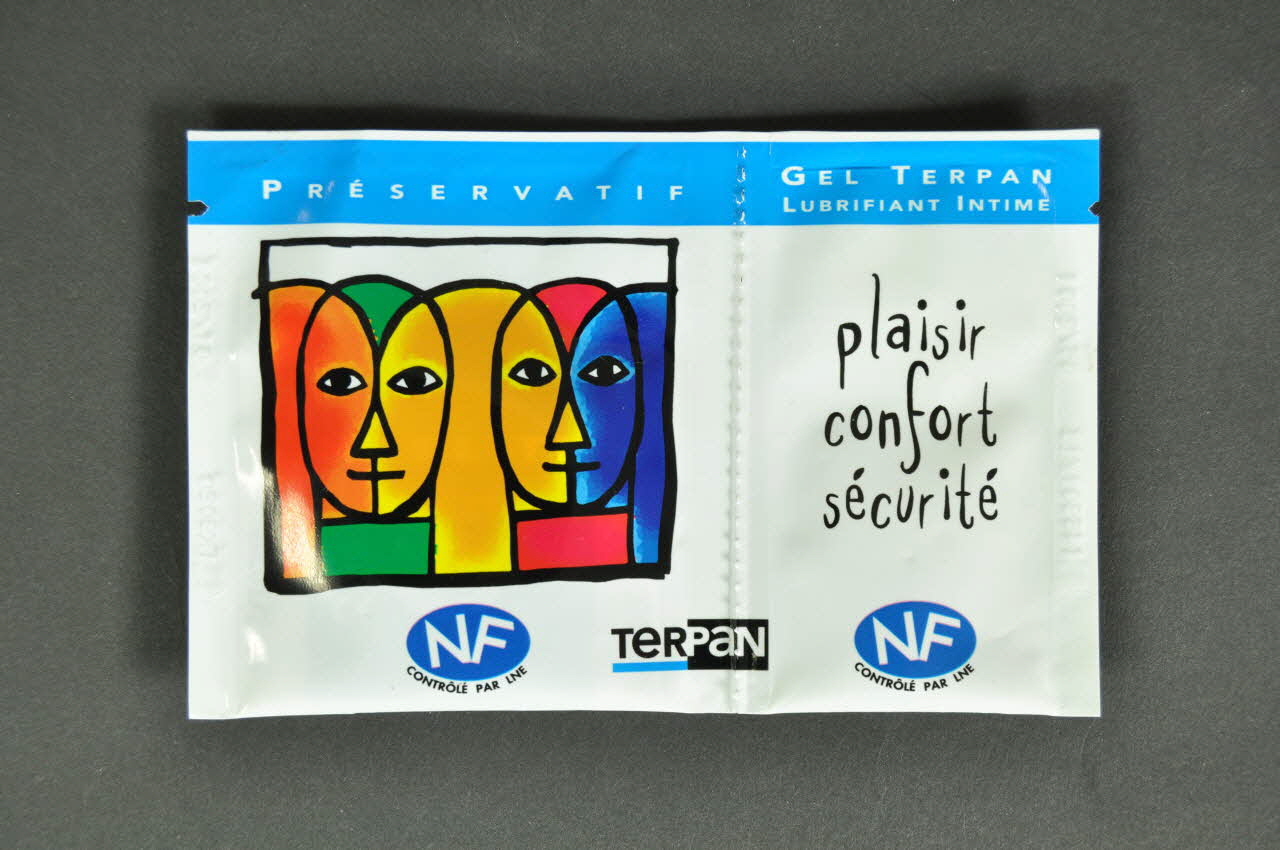 PRÉSERVATIF
GEL TERPAN
LUBRIFIANT INTIME
plaisir
confort
sécurité
NF
CONTRÔLÉ PAR LNE
TERPAN
NF
CONTRÔLÉ PAR LNE